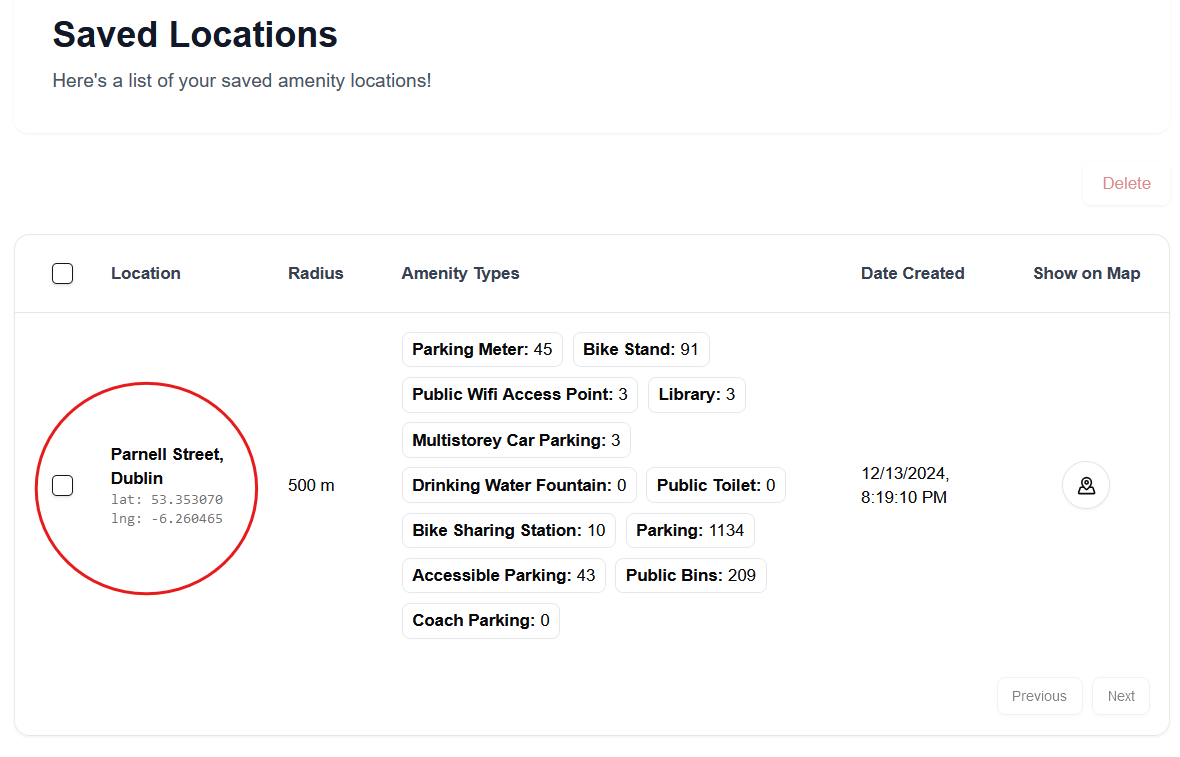 Saved Locations
Here's a list of your saved amenity locations!
Delete
Location Radius Amenity Types Date Created Show on Map
Parnell Street,
Dublin
lat: 53.353070
lng: -6.260465
500 m
Parking Meter: 45 Bike Stand: 91
Public Wifi Access Point: 3 Library: 3
Multistorey Car Parking: 3
Drinking Water Fountain: 0 Public Toilet: 0
Bike Sharing Station: 10 Parking: 1134
Accessible Parking: 43 Public Bins: 209
Coach Parking: 0
12/13/2024,
8:19:10 PM
Previous Next